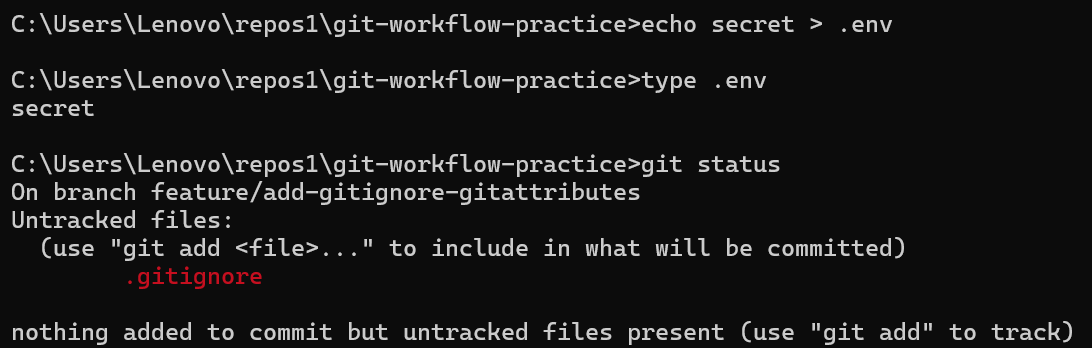 C:\Users\Lenovo\repos1\git-workflow-practice>echo secret > .env
C:\Users\Lenovo\repos1\git-workflow-practice>type .env
secret
C:\Users\Lenovo\repos1\git-workflow-practice>git status
On branch feature/add-gitignore-gitattributes
Untracked files:
  (use "git add <file>..." to include in what will be committed)
        .gitignore
nothing added to commit but untracked files present (use "git add" to track)